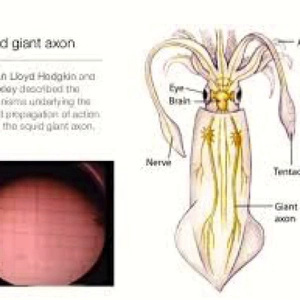 d giant axon
n Lloyd Hodgkin and
xley described the
nisms underlying the
d propagation of action
the squid giant axon.
Eye
Brain
Nerve
Tentac
Giant
axon
A